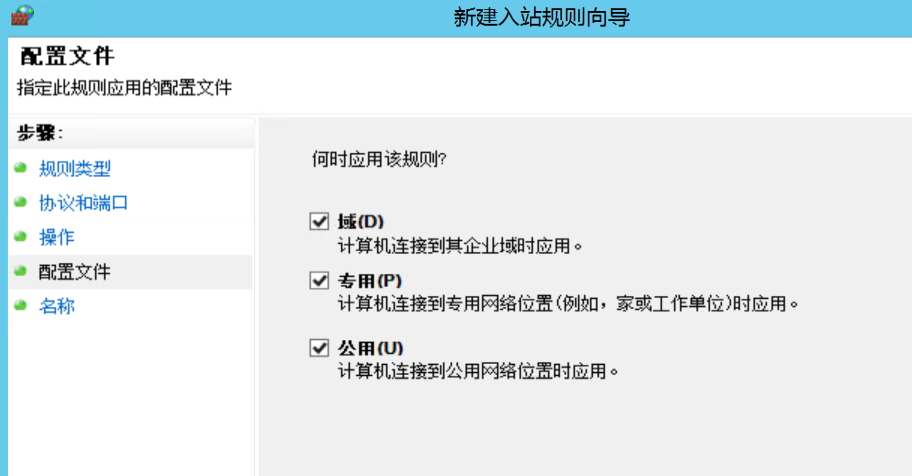 新建入站规则向导
配置文件
指定此规则应用的配置文件
步骤:
规则类型
协议和端口
操作
配置文件
名称
何时应用该规则?
域(D)
计算机连接到其企业域时应用。
专用(P)
计算机连接到专用网络位置(例如，家或工作单位)时应用。
公用(U)
计算机连接到公用网络位置时应用。